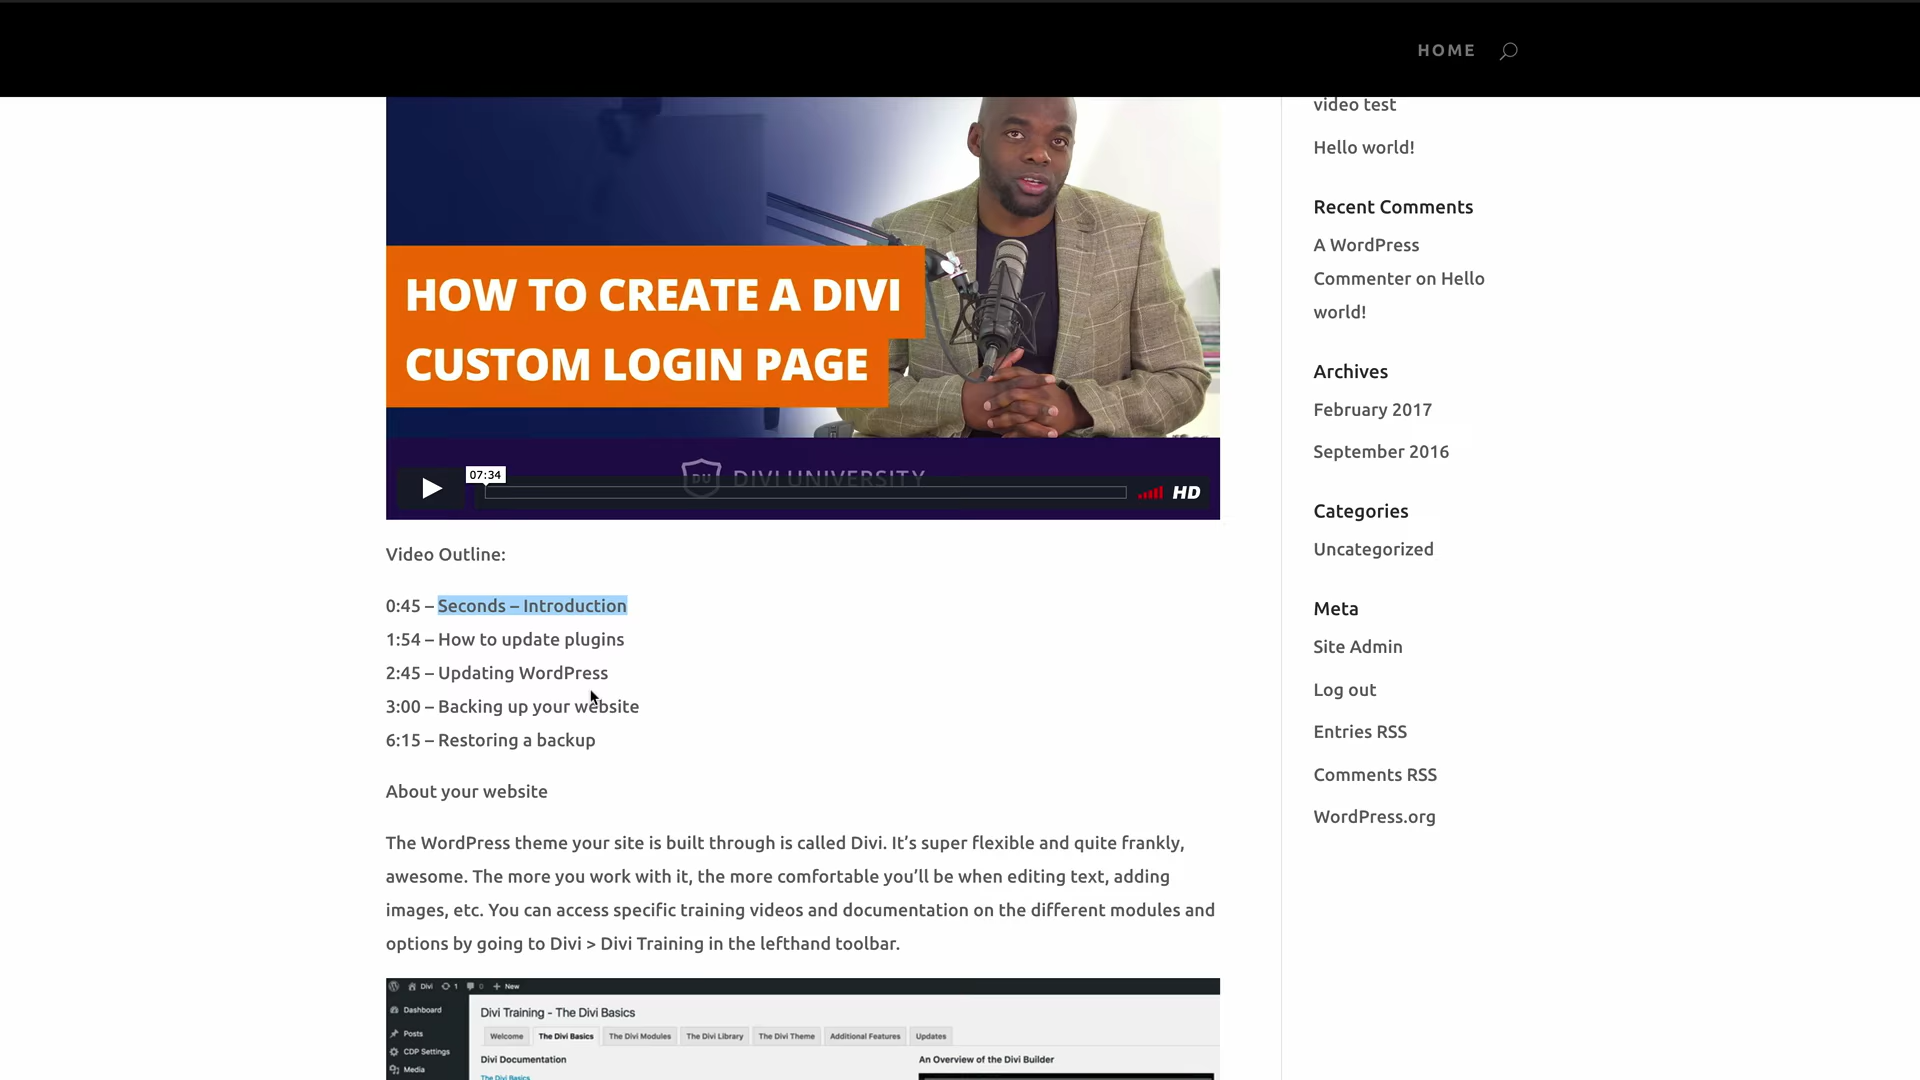 HOME
video test
Hello world!
Recent Comments
A WordPress
Commenter on Hello
world!
Archives
February 2017
September 2016
Categories
Uncategorized
Meta
Site Admin
Log out
Entries RSS
Comments RSS
WordPress.org
HOW TO CREATE A DIVI
CUSTOM LOGIN PAGE
DU DIVI UNIVERSITY
07:34
HD
Video Outline:
0:45 – Seconds – Introduction
1:54 – How to update plugins
2:45 – Updating WordPress
3:00 – Backing up your website
6:15 – Restoring a backup
About your website
The WordPress theme your site is built through is called Divi. It’s super flexible and quite frankly,
awesome. The more you work with it, the more comfortable you’ll be when editing text, adding
images, etc. You can access specific training videos and documentation on the different modules and
options by going to Divi > Divi Training in the lefthand toolbar.
Divi 1 0 + New
Dashboard
Posts
CDP Settings
Media
Divi Training - The Divi Basics
Welcome The Divi Basics The Divi Modules The Divi Library The Divi Theme Additional Features Updates
Divi Documentation
An Overview of the Divi Builder
The Divi Basics